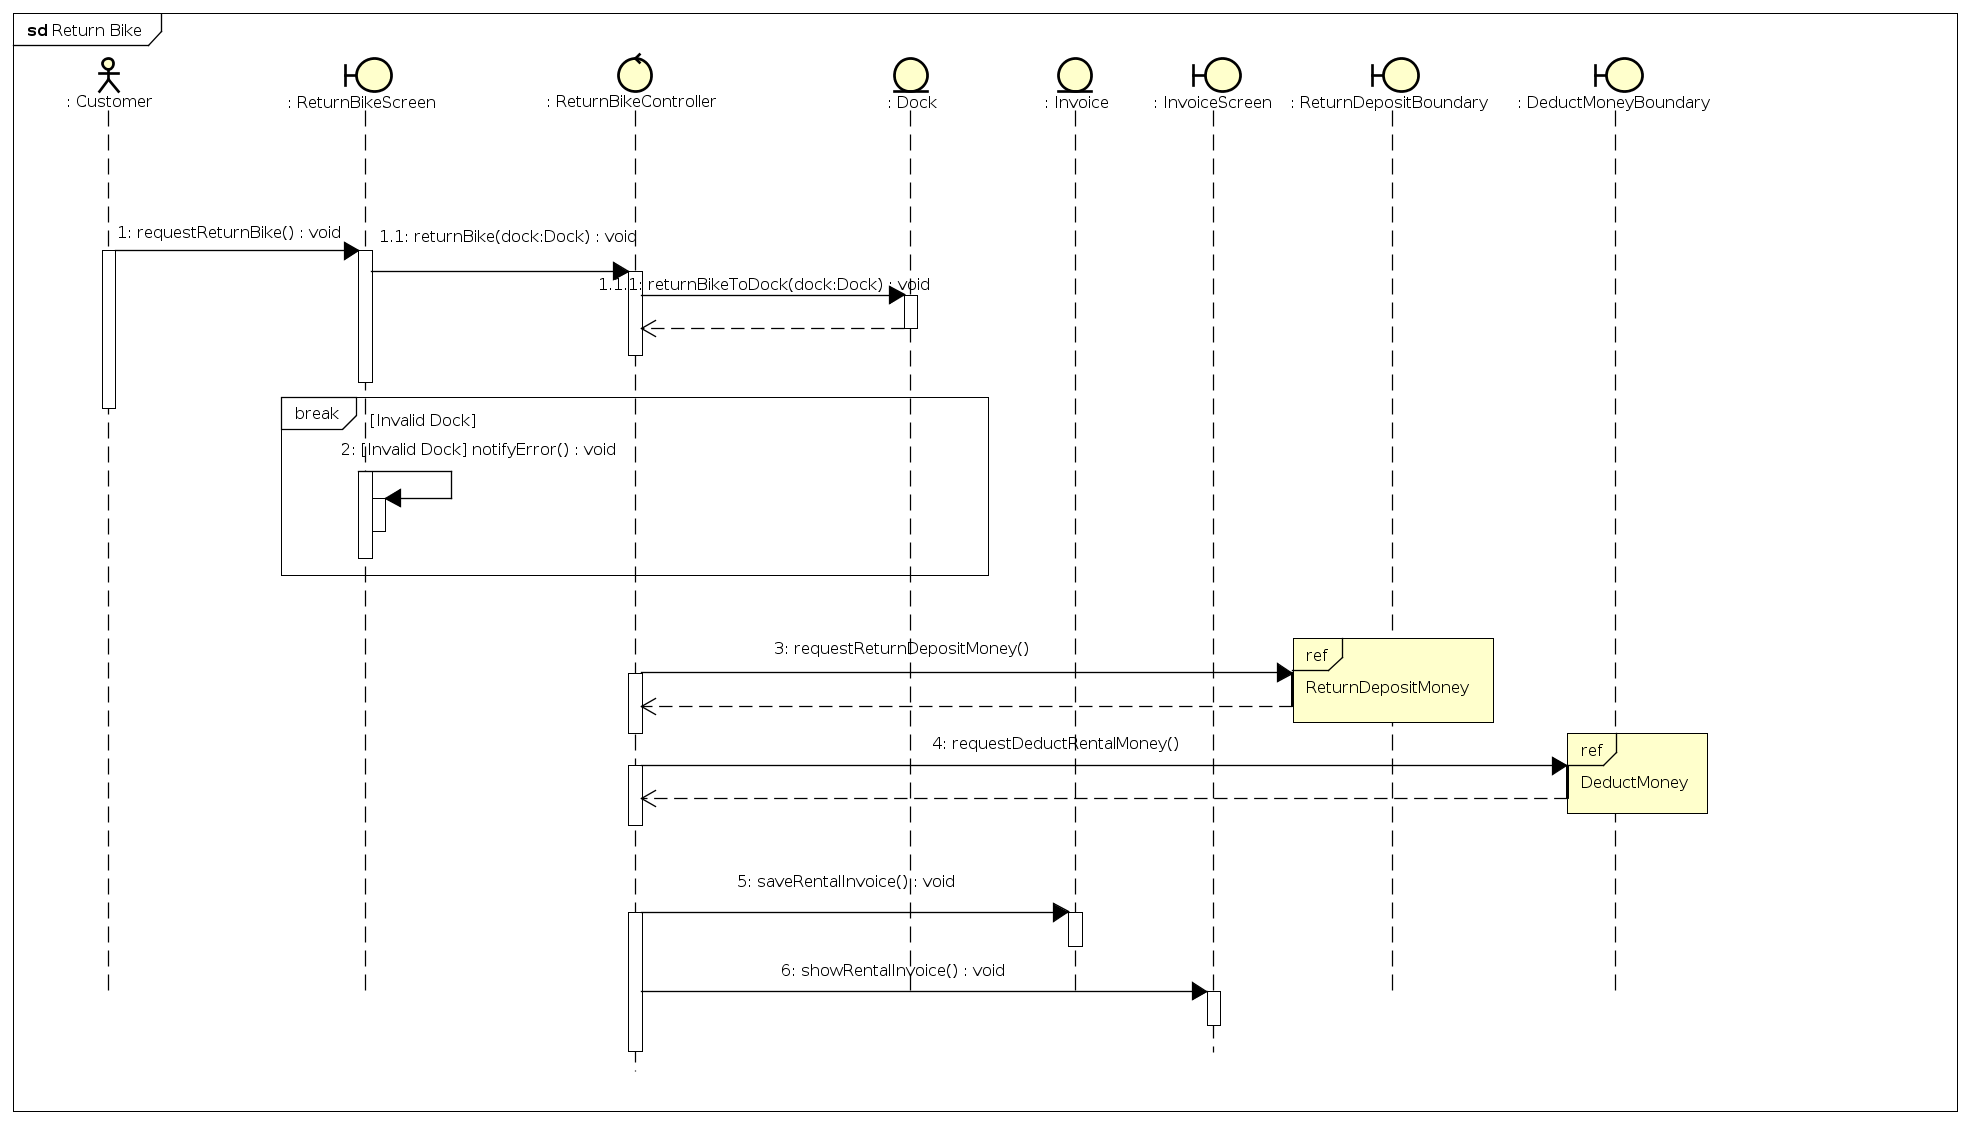 sd Return Bike
: Customer
: ReturnBikeScreen
: ReturnBikeController
: Dock
: Invoice
: InvoiceScreen
: ReturnDepositBoundary
: DeductMoneyBoundary
1: requestReturnBike() : void
1.1: returnBike(dock:Dock) : void
1.1.1: returnBikeToDock(dock:Dock) : void
break
[Invalid Dock]
2: [Invalid Dock] notifyError() : void
3: requestReturnDepositMoney()
ref
ReturnDepositMoney
4: requestDeductRentalMoney()
ref
DeductMoney
5: saveRentalInvoice() : void
6: showRentalInvoice() : void